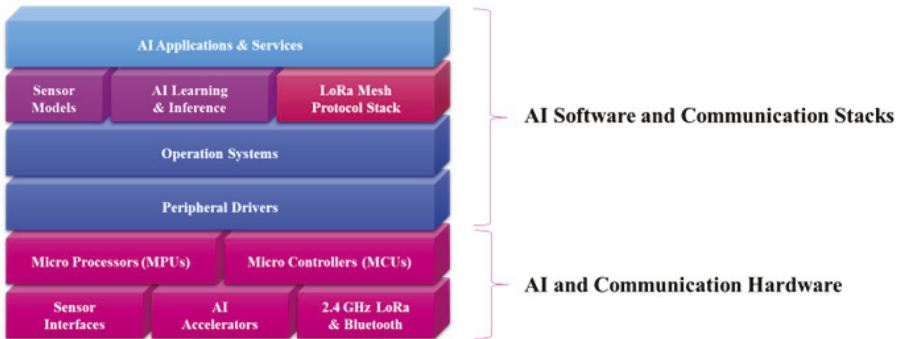 AI Applications & Services
Sensor
Models
AI Learning
& Inference
LoRa Mesh
Protocol Stack
AI Software and Communication Stacks
Operation Systems
Peripheral Drivers
Micro Processors (MPUs)
Micro Controllers (MCUs)
AI and Communication Hardware
Sensor
Interfaces
AI
Accelerators
2.4 GHz LoRa
& Bluetooth